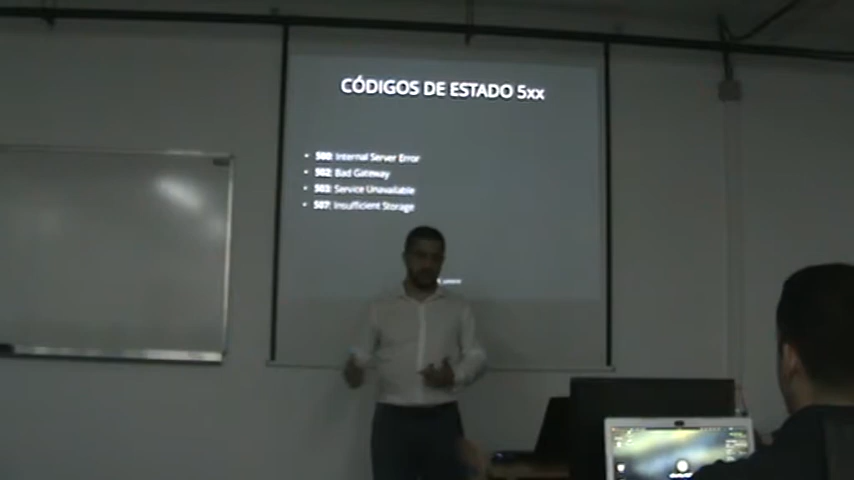 CÓDIGOS DE ESTADO 5xx
• 500: Internal Server Error
• 502: Bad Gateway
• 503: Service Unavailable
• 507: Insufficient Storage